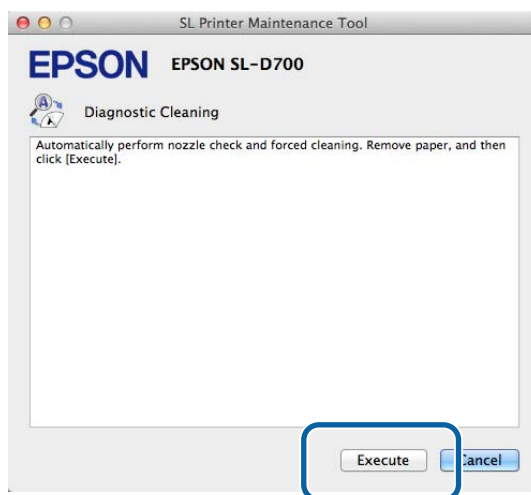 SL Printer Maintenance Tool
EPSON EPSON SL-D700
A
Diagnostic Cleaning
Automatically perform nozzle check and forced cleaning. Remove paper, and then
click [Execute].
Execute Cancel